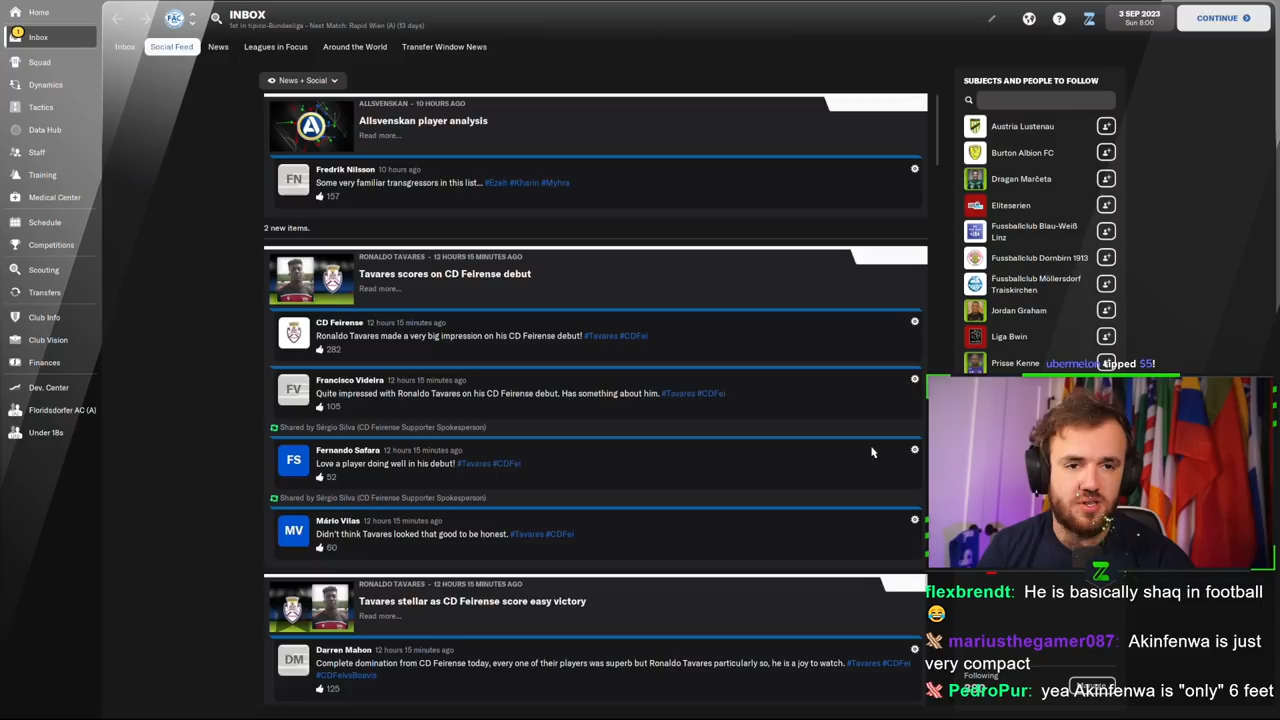 Home
Inbox
1
Squad
Dynamics
Tactics
Data Hub
Staff
Training
Medical Center
Schedule
Competitions
Scouting
Transfers
Club Info
Club Vision
Finances
Dev. Center
Floridsdorfer AC (A)
Under 18s
FAC
INBOX
1st in tipico-Bundesliga - Next Match: Rapid Wien (A) (13 days)
3 SEP 2023
Sun 8:00
CONTINUE
Inbox
Social Feed
News
Leagues in Focus
Around the World
Transfer Window News
News + Social
ALLSVENSKAN - 10 HOURS AGO
Allsvenskan player analysis
Read more...
FN
Fredrik Nilsson 10 hours ago
Some very familiar transgressors in this list... #Ezeh #Kharin #Myhra
157
2 new items.
RONALDO TAVARES - 12 HOURS 15 MINUTES AGO
Tavares scores on CD Feirense debut
Read more...
CD Feirense 12 hours 15 minutes ago
Ronaldo Tavares made a very big impression on his CD Feirense debut! #Tavares #CDFei
282
FV
Francisco Videira 12 hours 15 minutes ago
Quite impressed with Ronaldo Tavares on his CD Feirense debut. Has something about him. #Tavares #CDFei
105
Shared by Sérgio Silva (CD Feirense Supporter Spokesperson)
FS
Fernando Safara 12 hours 15 minutes ago
Love a player doing well in his debut! #Tavares #CDFei
52
Shared by Sérgio Silva (CD Feirense Supporter Spokesperson)
MV
Mário Vilas 12 hours 15 minutes ago
Didn't think Tavares looked that good to be honest. #Tavares #CDFei
60
RONALDO TAVARES - 12 HOURS 15 MINUTES AGO
Tavares stellar as CD Feirense score easy victory
Read more...
DM
Darren Mahon 12 hours 15 minutes ago
Complete domination from CD Feirense today, every one of their players was superb but Ronaldo Tavares particularly so, he is a joy to watch. #Tavares #CDFei
#CDFeivsBoavis
125
SUBJECTS AND PEOPLE TO FOLLOW
Austria Lustenau
Burton Albion FC
Dragan Marčeta
Eliteserien
Fussballclub Blau-Weiß
Linz
Fussballclub Dornbirn 1913
Fussballclub Möllersdorf
Traiskirchen
Jordan Graham
Liga Bwin
Prisse Kenne
ubermelon tipped $5!
flexbrendt: He is basically shaq in football
mariusthegamer087: Akinfenwa is just
very compact
Following
PedroPur: yea Akinfenwa is "only" 6 feet